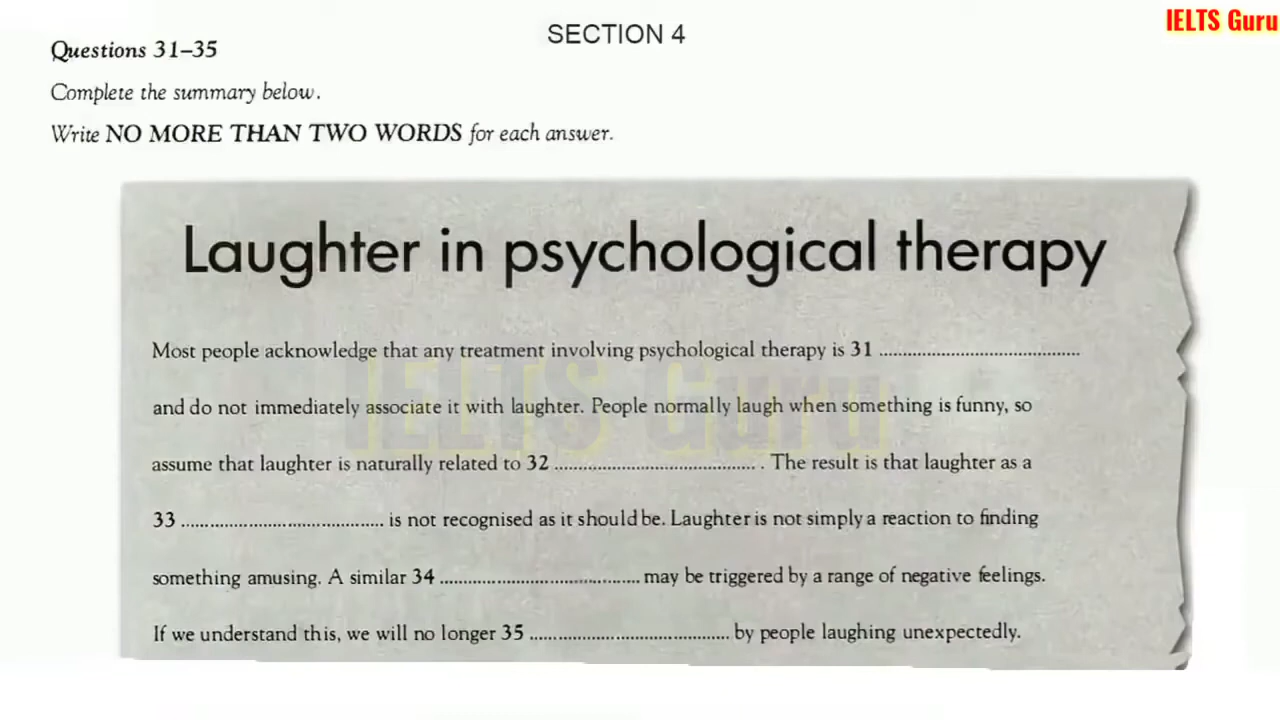 IELTS Guru
SECTION 4
Questions 31–35
Complete the summary below.
Write NO MORE THAN TWO WORDS for each answer.
Laughter in psychological therapy
Most people acknowledge that any treatment involving psychological therapy is 31 ........................................
and do not immediately associate it with laughter. People normally laugh when something is funny, so
assume that laughter is naturally related to 32 ........................................ . The result is that laughter as a
33 ........................................ is not recognised as it should be. Laughter is not simply a reaction to finding
something amusing. A similar 34 ........................................ may be triggered by a range of negative feelings.
If we understand this, we will no longer 35 ........................................ by people laughing unexpectedly.
IELTS Guru